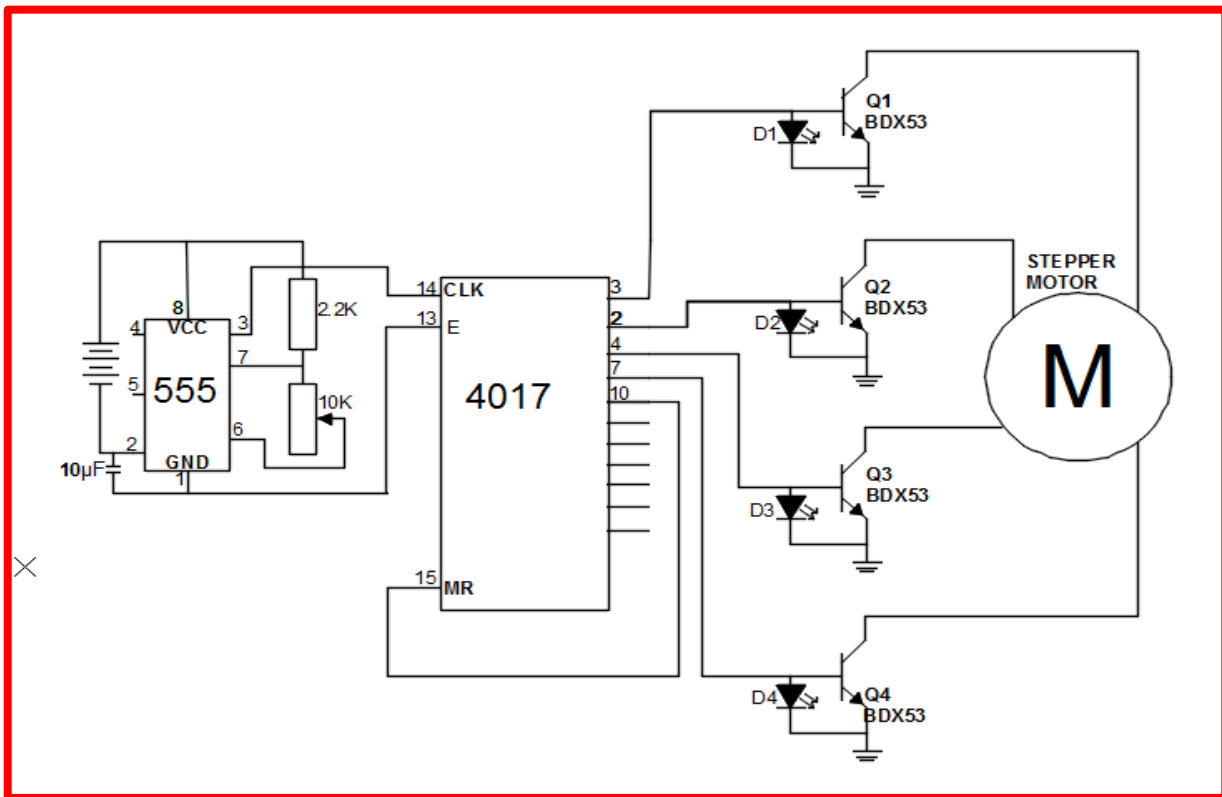 Q1
BDX53
D1
STEPPER
MOTOR
Q2
BDX53
D2
8
VCC
4
3
2.2K
7
555
5
10K
6
2
GND
10µF
1
14 CLK
13 E
4017
3
2
4
7
10
15 MR
M
Q3
BDX53
D3
Q4
BDX53
D4